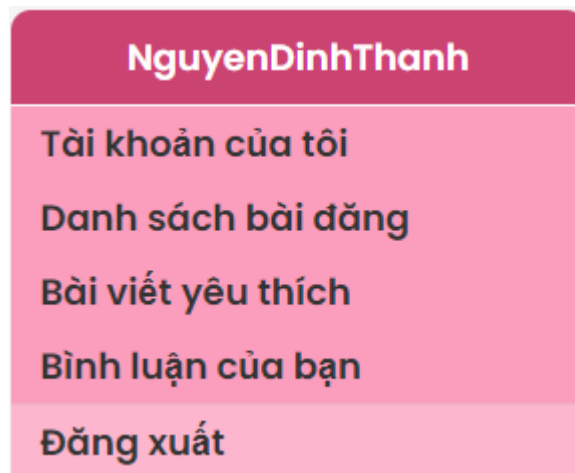 NguyenDinhThanh
Tài khoản của tôi
Danh sách bài đăng
Bài viết yêu thích
Bình luận của bạn
Đăng xuất